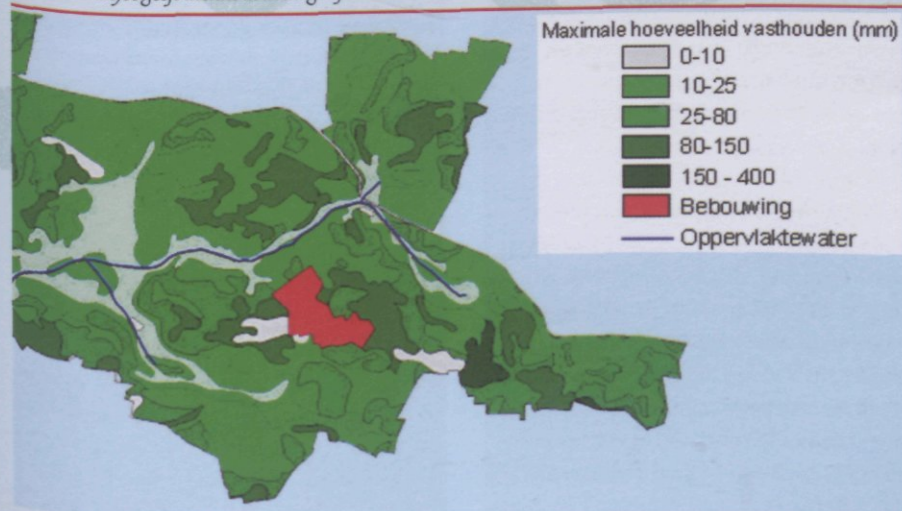 Maximale hoeveelheid vasthouden (mm)
0-10
10-25
25-80
80-150
150 - 400
Bebouwing
Oppervlaktewater